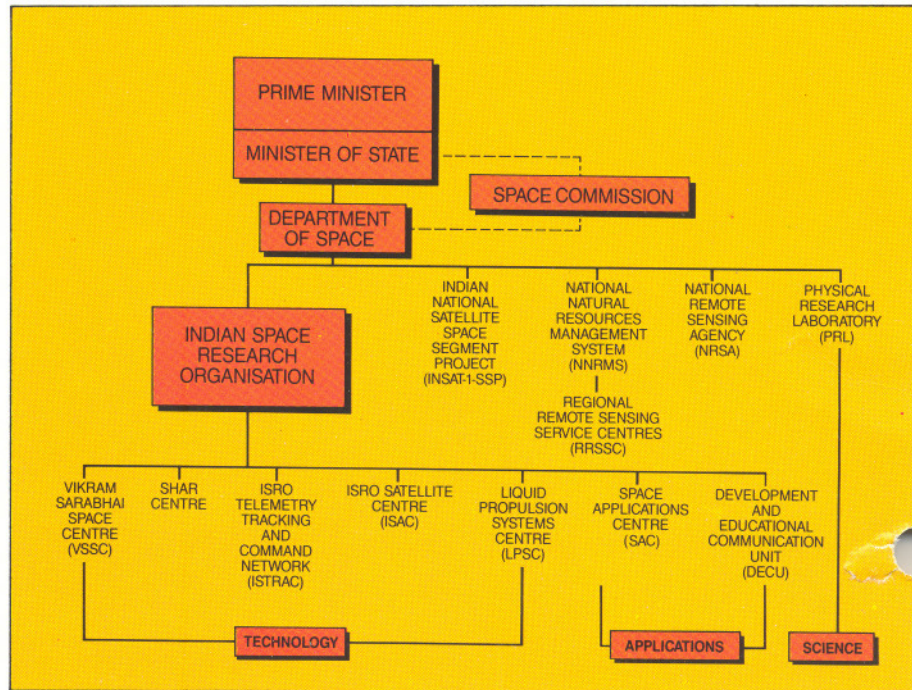 PRIME MINISTER
MINISTER OF STATE
SPACE COMMISSION
DEPARTMENT
OF SPACE
INDIAN SPACE
RESEARCH
ORGANISATION
INDIAN
NATIONAL
SATELLITE
SPACE
SEGMENT
PROJECT
(INSAT-1-SSP)
NATIONAL
NATURAL
RESOURCES
MANAGEMENT
SYSTEM
(NNRMS)
REGIONAL
REMOTE SENSING
SERVICE CENTRES
(RRSSC)
NATIONAL
REMOTE
SENSING
AGENCY
(NRSA)
PHYSICAL
RESEARCH
LABORATORY
(PRL)
VIKRAM
SARABHAI
SPACE
CENTRE
(VSSC)
SHAR
CENTRE
ISRO
TELEMETRY
TRACKING
AND
COMMAND
NETWORK
(ISTRAC)
ISRO SATELLITE
CENTRE
(ISAC)
LIQUID
PROPULSION
SYSTEMS
CENTRE
(LPSC)
SPACE
APPLICATIONS
CENTRE
(SAC)
DEVELOPMENT
AND
EDUCATIONAL
COMMUNICATION
UNIT
(DECU)
TECHNOLOGY
APPLICATIONS
SCIENCE